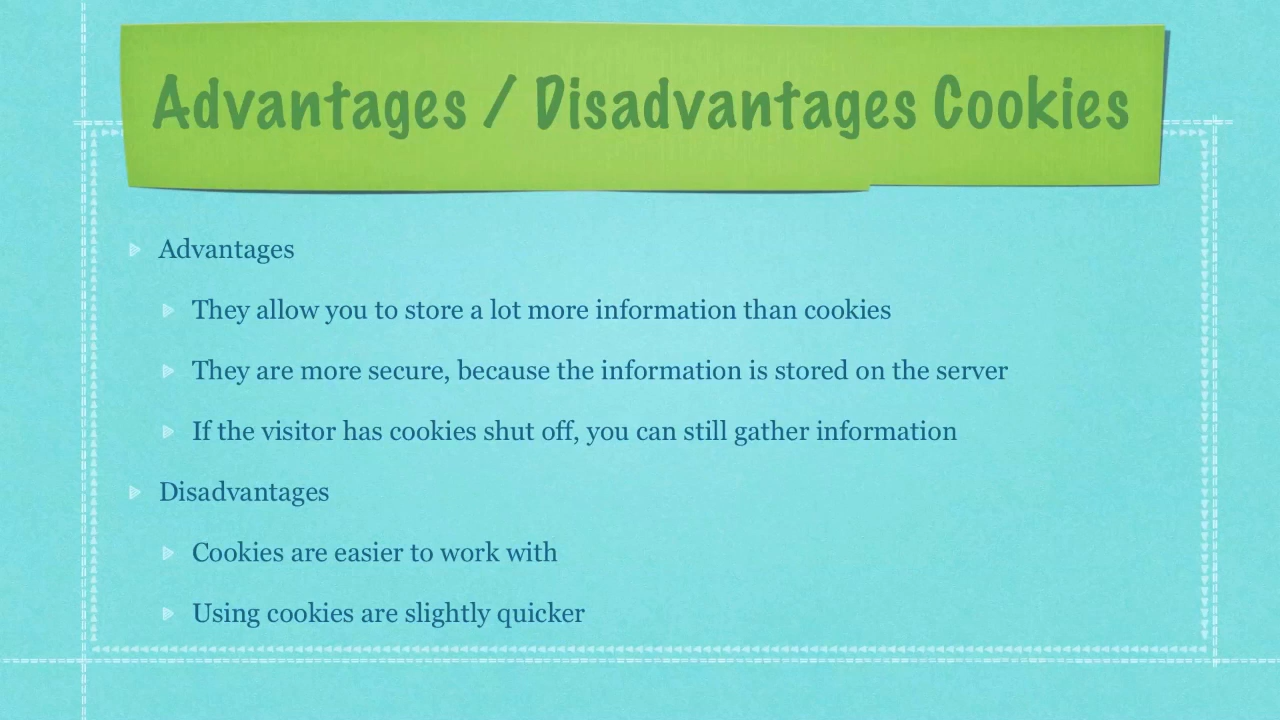 Advantages / Disadvantages Cookies
Advantages
They allow you to store a lot more information than cookies
They are more secure, because the information is stored on the server
If the visitor has cookies shut off, you can still gather information
Disadvantages
Cookies are easier to work with
Using cookies are slightly quicker